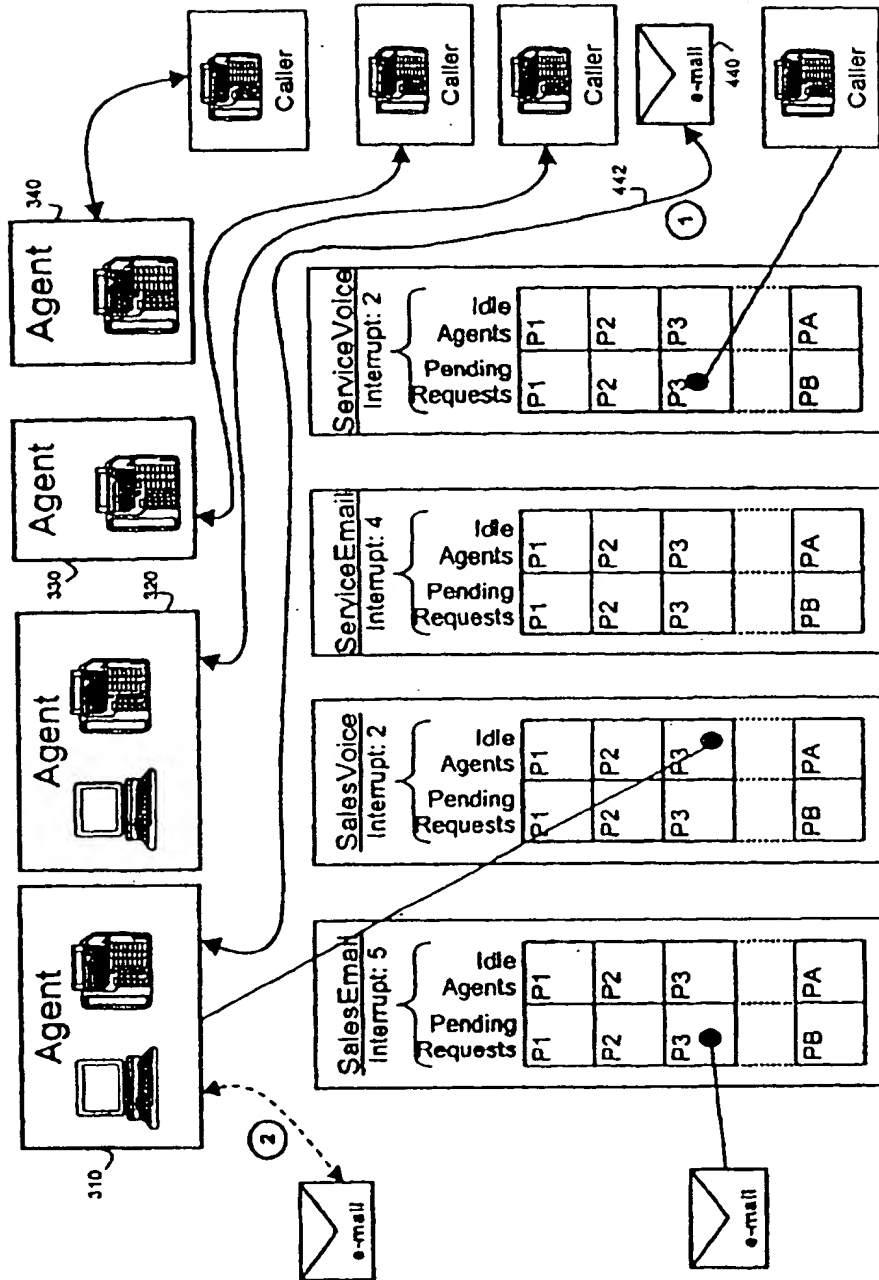 310
Agent
320
Agent
330
Agent
340
Agent
Caller
Caller
Caller
e-mail
440
Caller
442
1
2
e-mail
e-mail
SalesEmail
Interrupt: 5
Pending Requests
Idle Agents
P1
P1
P2
P2
P3
P3
PB
PA
SalesVoice
Interrupt: 2
Pending Requests
Idle Agents
P1
P1
P2
P2
P3
P3
PB
PA
ServiceEmail
Interrupt: 4
Pending Requests
Idle Agents
P1
P1
P2
P2
P3
P3
PB
PA
ServiceVoice
Interrupt: 2
Pending Requests
Idle Agents
P1
P1
P2
P2
P3
P3
PB
PA